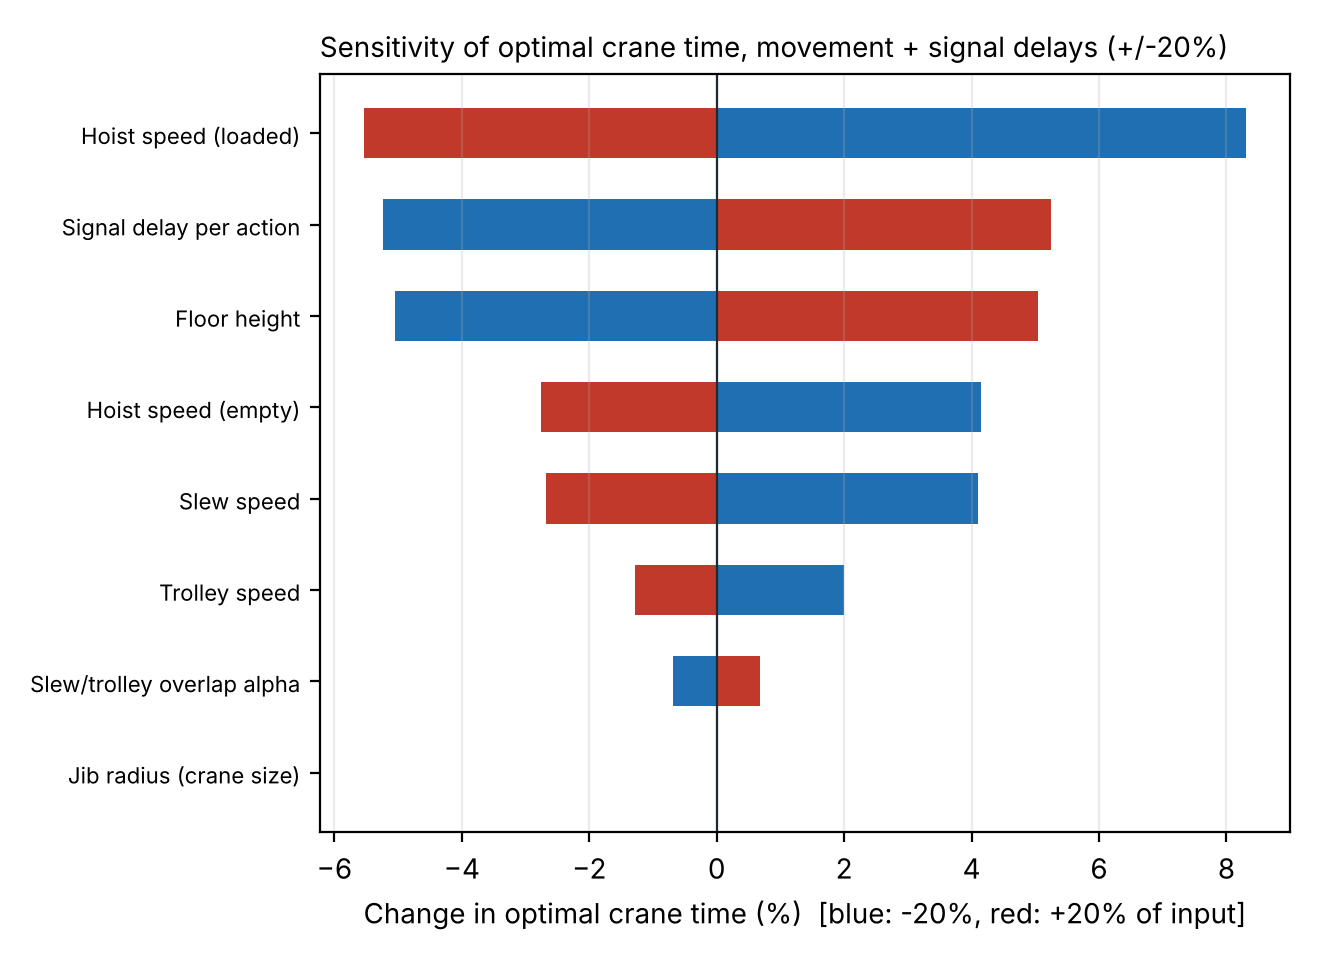 Sensitivity of optimal crane time, movement + signal delays (+/-20%)
Hoist speed (loaded)
Signal delay per action
Floor height
Hoist speed (empty)
Slew speed
Trolley speed
Slew/trolley overlap alpha
Jib radius (crane size)
−6 −4 −2 0 2 4 6 8
Change in optimal crane time (%)  [blue: -20%, red: +20% of input]